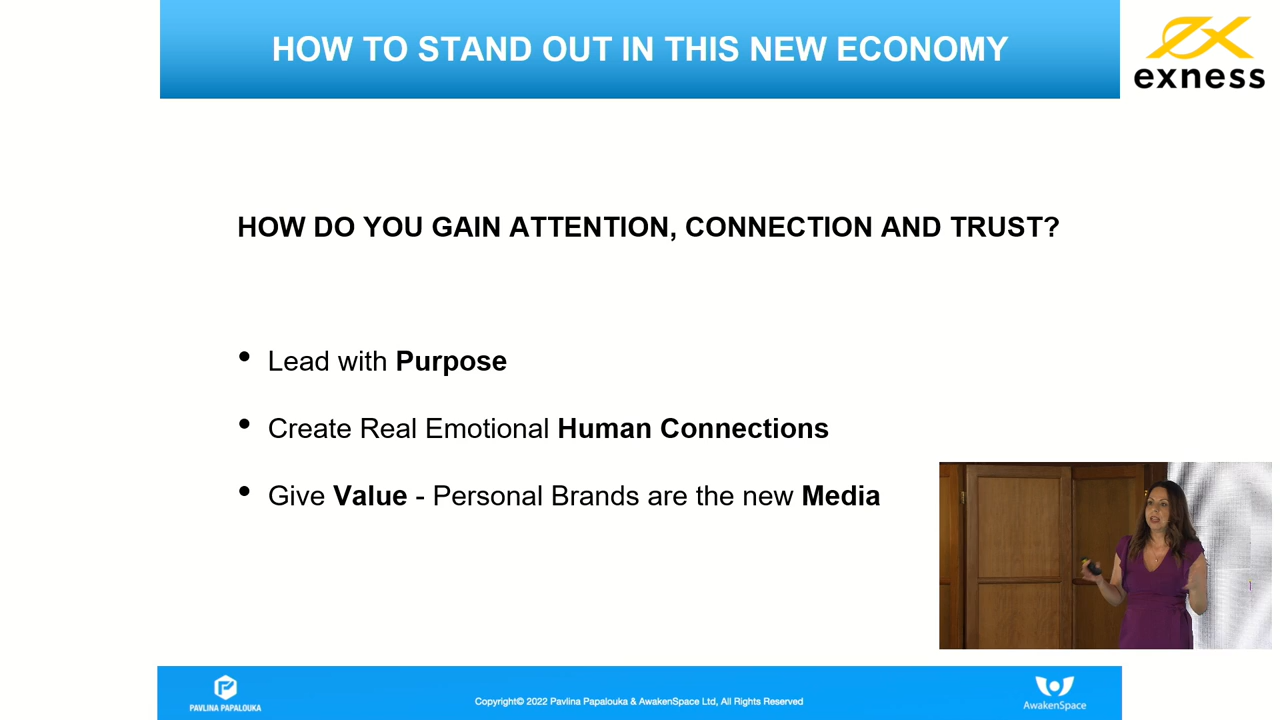 HOW TO STAND OUT IN THIS NEW ECONOMY
exness
HOW DO YOU GAIN ATTENTION, CONNECTION AND TRUST?
• Lead with Purpose
• Create Real Emotional Human Connections
• Give Value - Personal Brands are the new Media
PAVLINA PAPALOUKA
Copyright© 2022 Pavlina Papalouka & AwakenSpace Ltd, All Rights Reserved
AwakenSpace